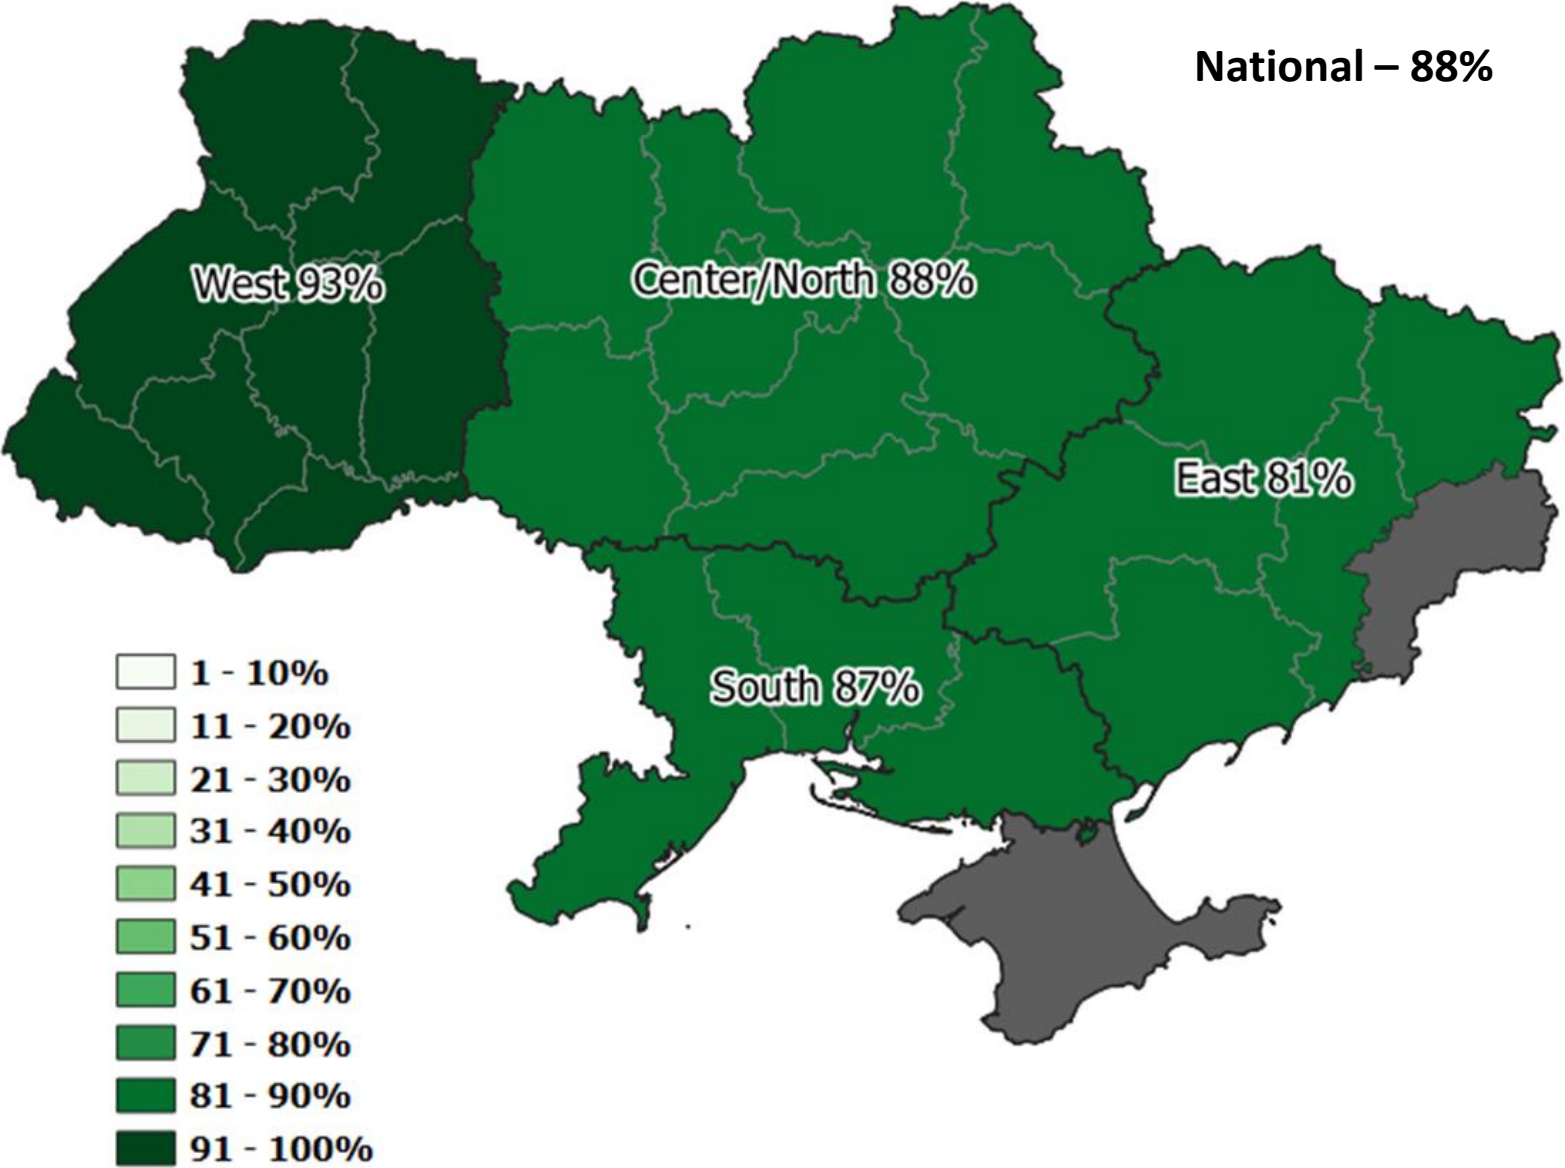 National – 88%
West 93%
Center/North 88%
East 81%
South 87%
1 - 10%
11 - 20%
21 - 30%
31 - 40%
41 - 50%
51 - 60%
61 - 70%
71 - 80%
81 - 90%
91 - 100%